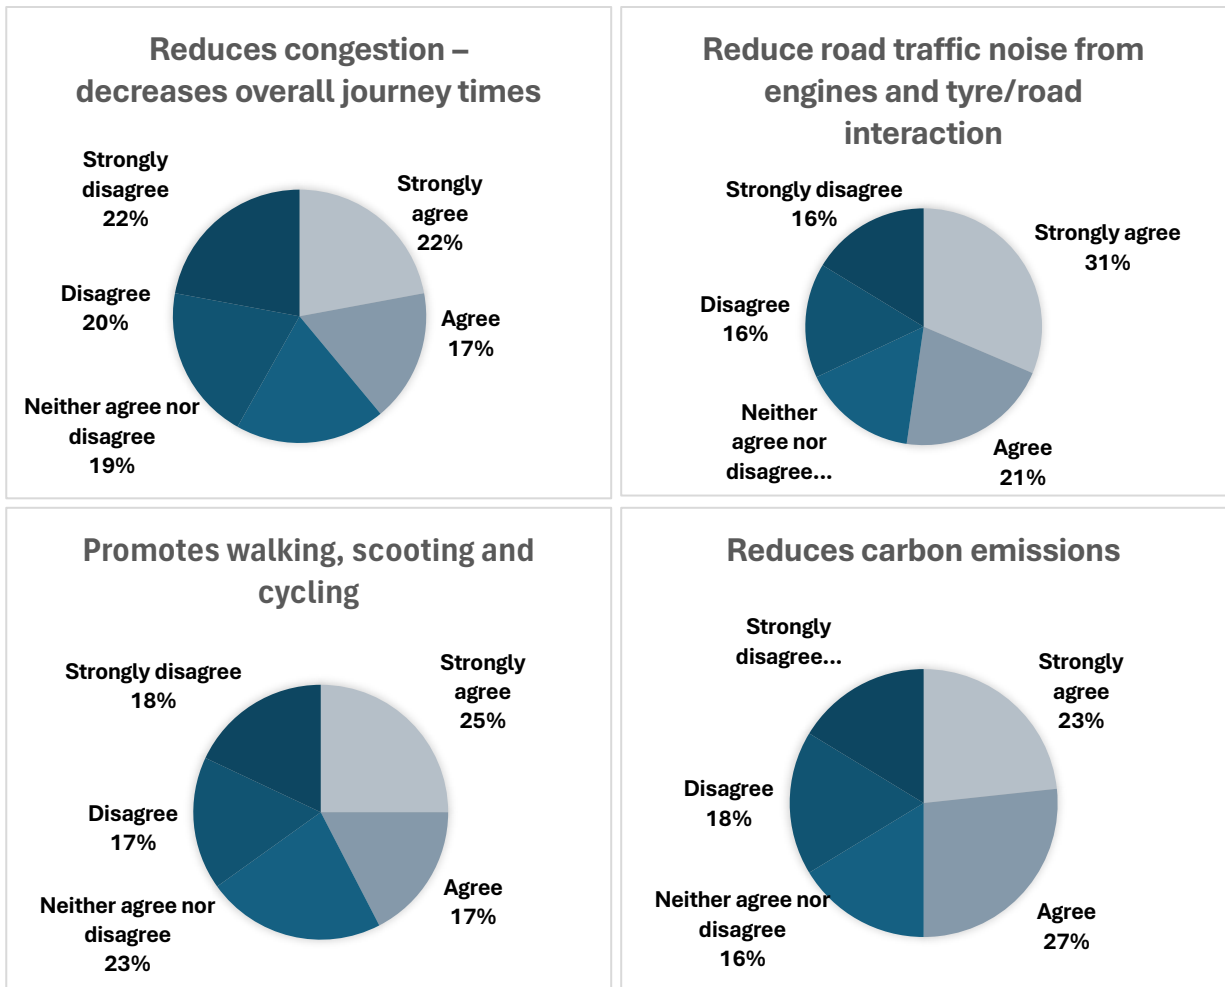 Reduces congestion –
decreases overall journey times
Strongly
disagree
22%
Strongly
agree
22%
Disagree
20%
Agree
17%
Neither agree nor
disagree
19%
Reduce road traffic noise from
engines and tyre/road
interaction
Strongly disagree
16%
Strongly agree
31%
Disagree
16%
Neither
agree nor
disagree...
Agree
21%
Promotes walking, scooting and
cycling
Strongly disagree
18%
Strongly
agree
25%
Disagree
17%
Agree
17%
Neither agree nor
disagree
23%
Reduces carbon emissions
Strongly
disagree...
Strongly
agree
23%
Disagree
18%
Neither agree nor
disagree
16%
Agree
27%